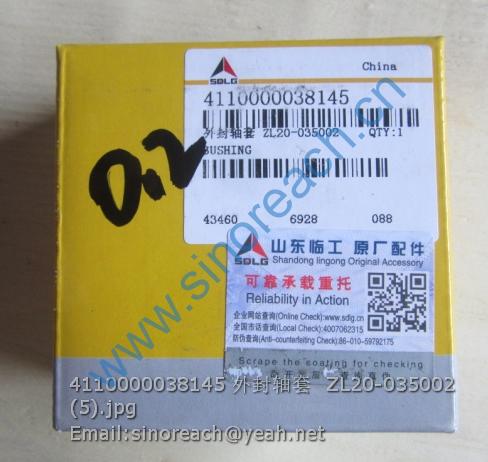 China
SDLG
4110000038145
外封轴套 ZL20-035002 QTY:1
BUSHING
0.2
43460 6928 088
山东临工 原厂配件
SDLG Shandong lingong Original Accessory
可靠承载重托
Reliability in Action
企业网站查询(Online Check):www.sdlg.cn
全国市话查询(Local Check):4007062315
防伪查询(Anti-counterfeiting Check):86-010-59792175
Scrape the coating for checking
www.sinoreach.cn
4110000038145 外封轴套 ZL20-035002
(5).jpg
Email:sinoreach@yeah.net